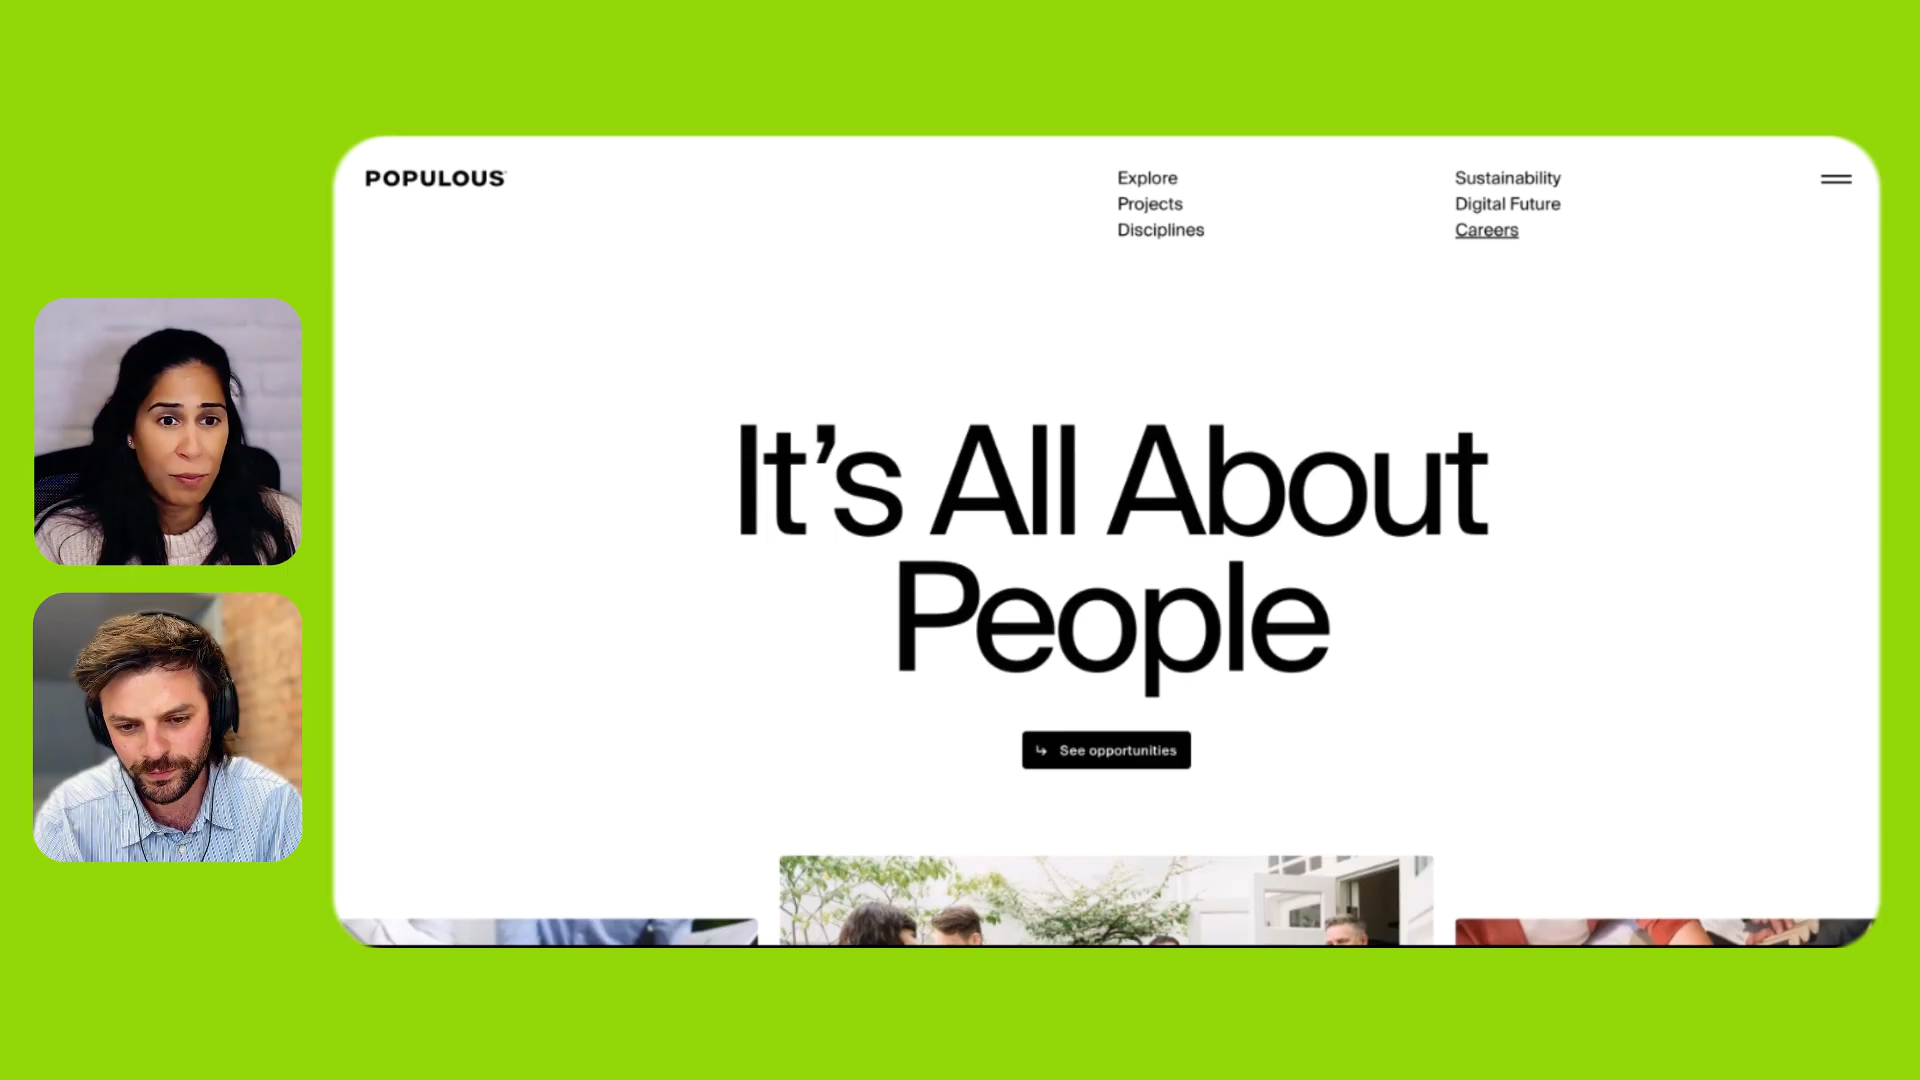 POPULOUS
Explore
Projects
Disciplines
Sustainability
Digital Future
Careers
It’s All About
People
See opportunities